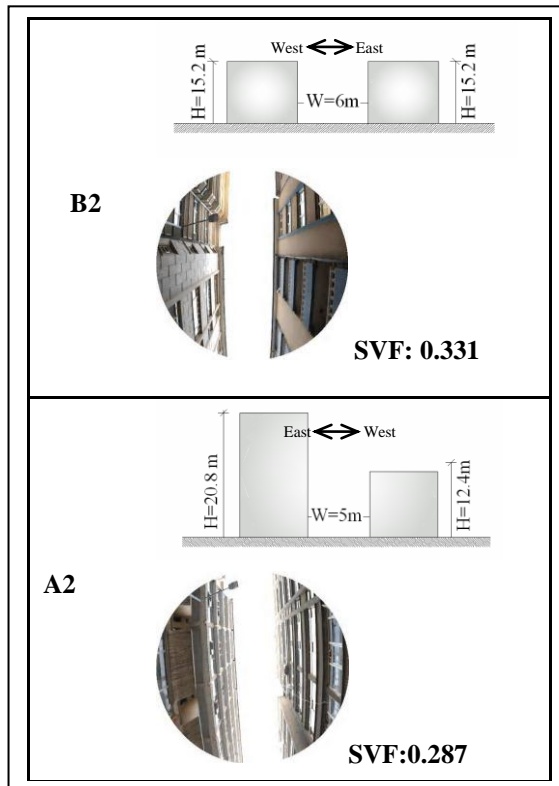 West East
H=15.2 m
W=6m
H=15.2 m
B2
SVF: 0.331
East West
H=20.8 m
W=5m
H=12.4m
A2
SVF:0.287